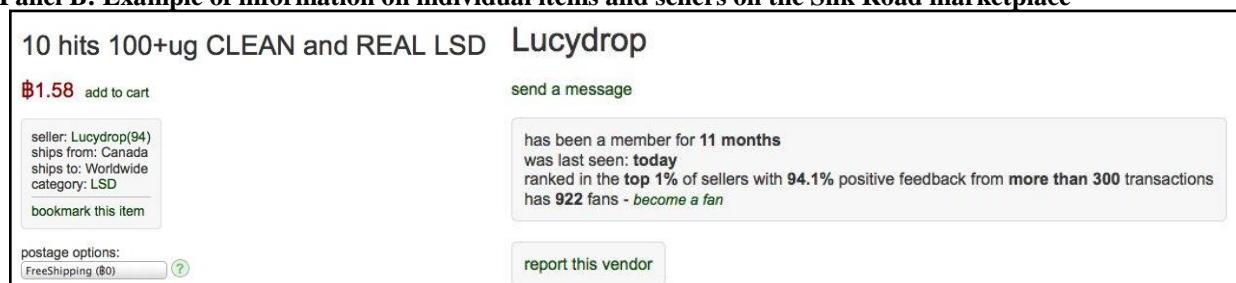 Panel B: Example of information on individual items and sellers on the Silk Road marketplace
10 hits 100+ug CLEAN and REAL LSD
฿1.58 add to cart
seller: Lucydrop(94)
ships from: Canada
ships to: Worldwide
category: LSD
bookmark this item
postage options:
FreeShipping (฿0)
?
Lucydrop
send a message
has been a member for 11 months
was last seen: today
ranked in the top 1% of sellers with 94.1% positive feedback from more than 300 transactions
has 922 fans - become a fan
report this vendor